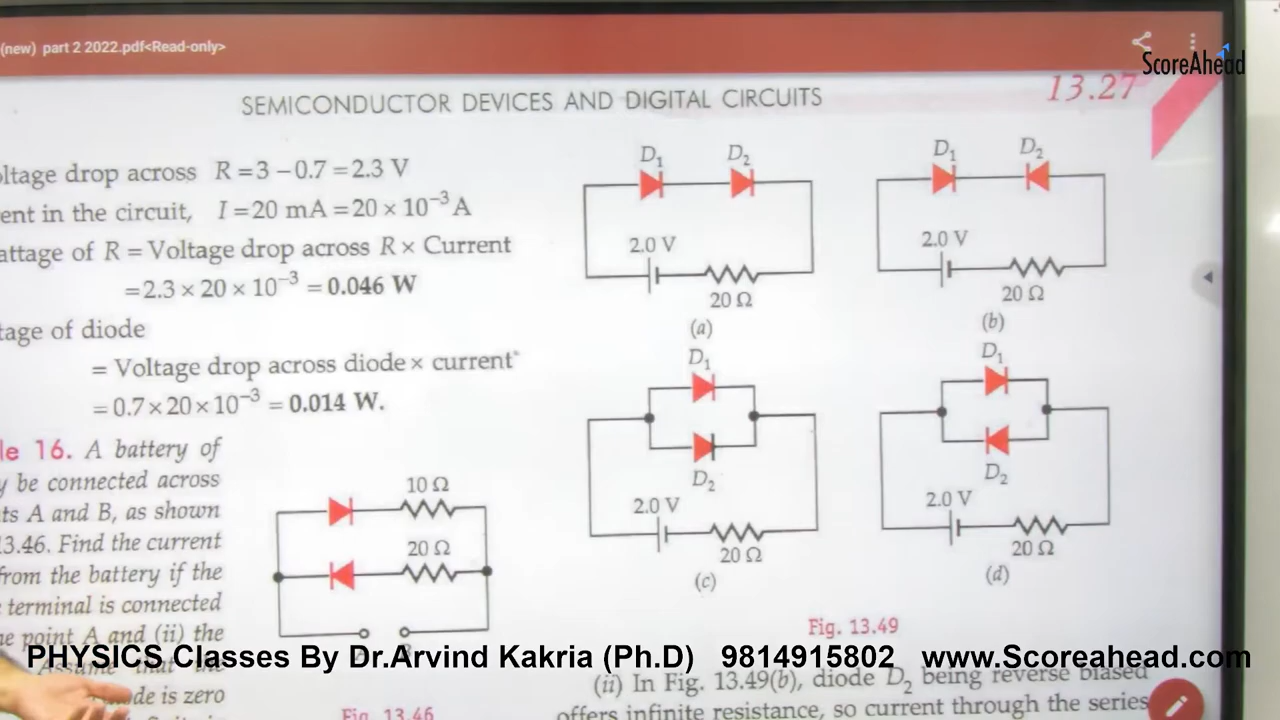 (new) part 2 2022.pdf<Read-only>
ScoreAhead
SEMICONDUCTOR DEVICES AND DIGITAL CIRCUITS
13.27
oltage drop across R = 3 − 0.7 = 2.3 V
ent in the circuit, I = 20 mA = 20 × 10⁻³ A
attage of R = Voltage drop across R × Current
= 2.3 × 20 × 10⁻³ = 0.046 W
tage of diode
= Voltage drop across diode × current
= 0.7 × 20 × 10⁻³ = 0.014 W.
le 16. A battery of
y be connected across
ts A and B, as shown
3.46. Find the current
from the battery if the
terminal is connected
ne point A and (ii) the
Assume that the
ode is zero
10 Ω
20 Ω
Fig. 13.46
D₁ D₂
2.0 V
20 Ω
(a)
D₁ D₂
2.0 V
20 Ω
(b)
D₁
D₂
2.0 V
20 Ω
(c)
D₁
D₂
2.0 V
20 Ω
(d)
Fig. 13.49
(ii) In Fig. 13.49(b), diode D₂ being reverse biased
offers infinite resistance, so current through the series
PHYSICS Classes By Dr.Arvind Kakria (Ph.D) 9814915802 www.Scoreahead.com